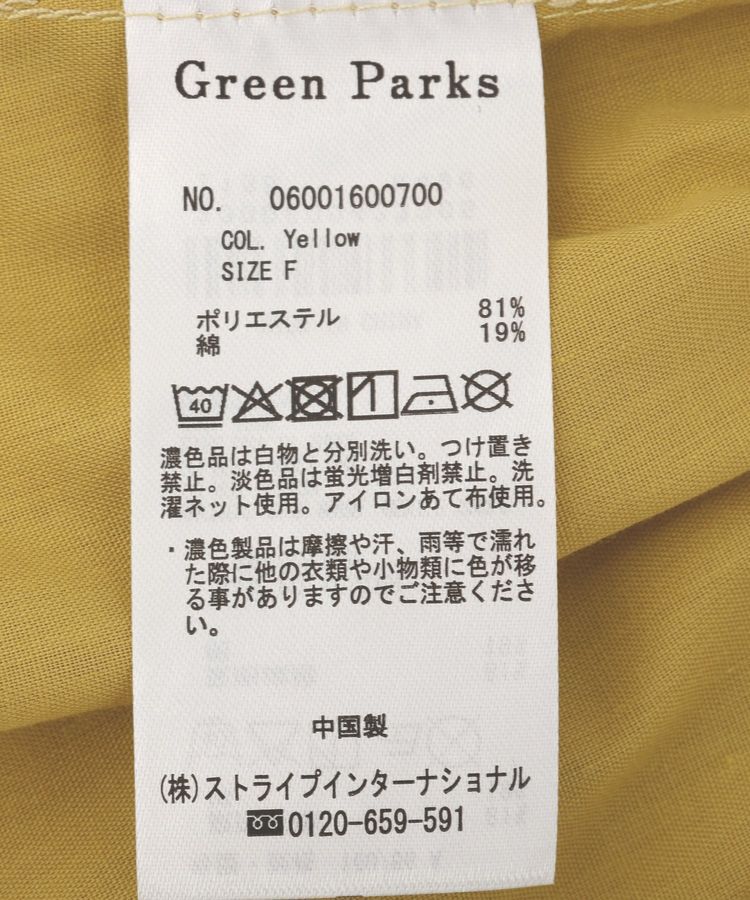 Green Parks
NO. 06001600700
COL. Yellow
SIZE F
ポリエステル 81%
綿 19%
40
濃色品は白物と分別洗い。つけ置き
禁止。淡色品は蛍光増白剤禁止。洗
濯ネット使用。アイロンあて布使用。
・濃色製品は摩擦や汗、雨等で濡れ
た際に他の衣類や小物類に色が移
る事がありますのでご注意くださ
い。
中国製
(株)ストライプインターナショナル
0120-659-591